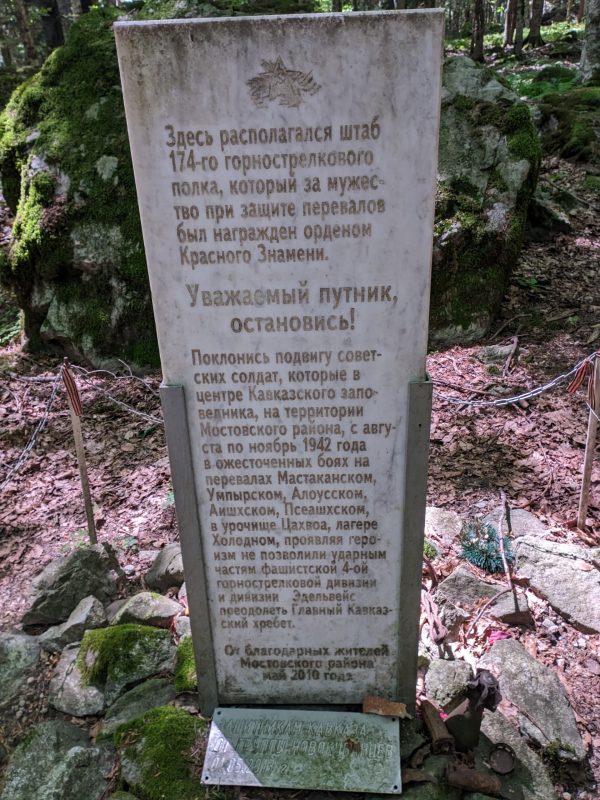 Здесь располагался штаб
174-го горнострелкового
полка, который за мужес-
тво при защите перевалов
был награжден орденом
Красного Знамени.
Уважаемый путник,
остановись!
Поклонись подвигу совет-
ских солдат, которые в
центре Кавказского запо-
ведника, на территории
Мостовского района, с авгу-
ста по ноябрь 1942 года
в ожесточенных боях на
перевалах Мастаканском,
Умпырском, Алоусском,
Аишхском, Псеашхском,
в урочище Цахвоа, лагере
Холодном, проявляя геро-
изм не позволили ударным
частям фашистской 4-ой
горнострелковой дивизии
и дивизии Эдельвейс
преодолеть Главный Кавказ-
ский хребет.
От благодарных жителей
Мостовского района
май 2010 года
КАВКАЗА